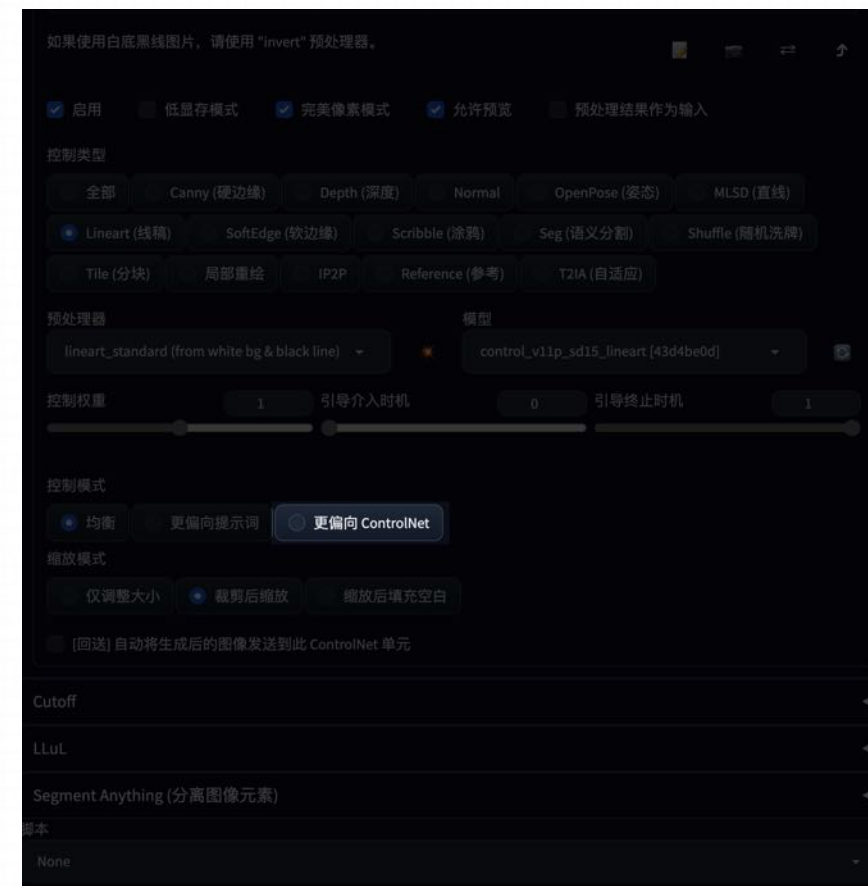 如果使用白底黑线图片，请使用 "invert" 预处理器。
启用 低显存模式 完美像素模式 允许预览 预处理结果作为输入
控制类型
全部 Canny (硬边缘) Depth (深度) Normal OpenPose (姿态) MLSD (直线)
Lineart (线稿) SoftEdge (软边缘) Scribble (涂鸦) Seg (语义分割) Shuffle (随机洗牌)
Tile (分块) 局部重绘 IP2P Reference (参考) T2IA (自适应)
预处理器 模型
lineart_standard (from white bg & black line) control_v11p_sd15_lineart [43d4be0d]
控制权重 1 引导介入时机 0 引导终止时机 1
控制模式
均衡 更偏向提示词 更偏向 ControlNet
缩放模式
仅调整大小 裁剪后缩放 缩放后填充空白
[回送] 自动将生成后的图像发送到此 ControlNet 单元
Cutoff
LLuL
Segment Anything (分离图像元素)
脚本
None